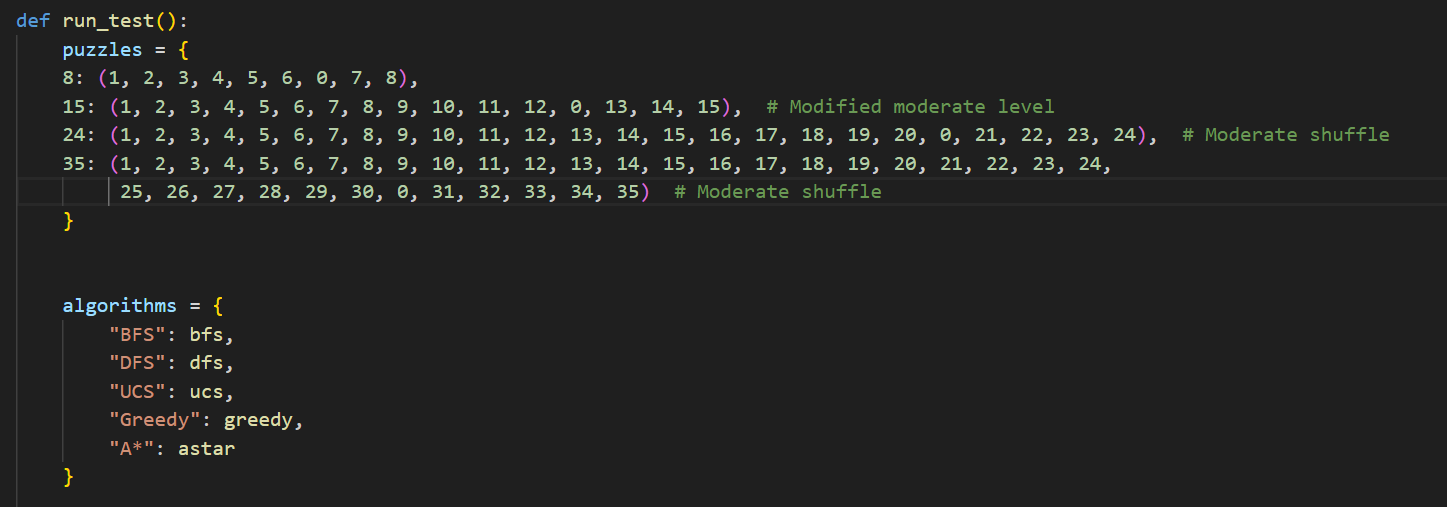 def run_test():
    puzzles = {
    8: (1, 2, 3, 4, 5, 6, 0, 7, 8),
    15: (1, 2, 3, 4, 5, 6, 7, 8, 9, 10, 11, 12, 0, 13, 14, 15),  # Modified moderate level
    24: (1, 2, 3, 4, 5, 6, 7, 8, 9, 10, 11, 12, 13, 14, 15, 16, 17, 18, 19, 20, 0, 21, 22, 23, 24),  # Moderate shuffle
    35: (1, 2, 3, 4, 5, 6, 7, 8, 9, 10, 11, 12, 13, 14, 15, 16, 17, 18, 19, 20, 21, 22, 23, 24,
         25, 26, 27, 28, 29, 30, 0, 31, 32, 33, 34, 35)  # Moderate shuffle
    }
    algorithms = {
        "BFS": bfs,
        "DFS": dfs,
        "UCS": ucs,
        "Greedy": greedy,
        "A*": astar
    }